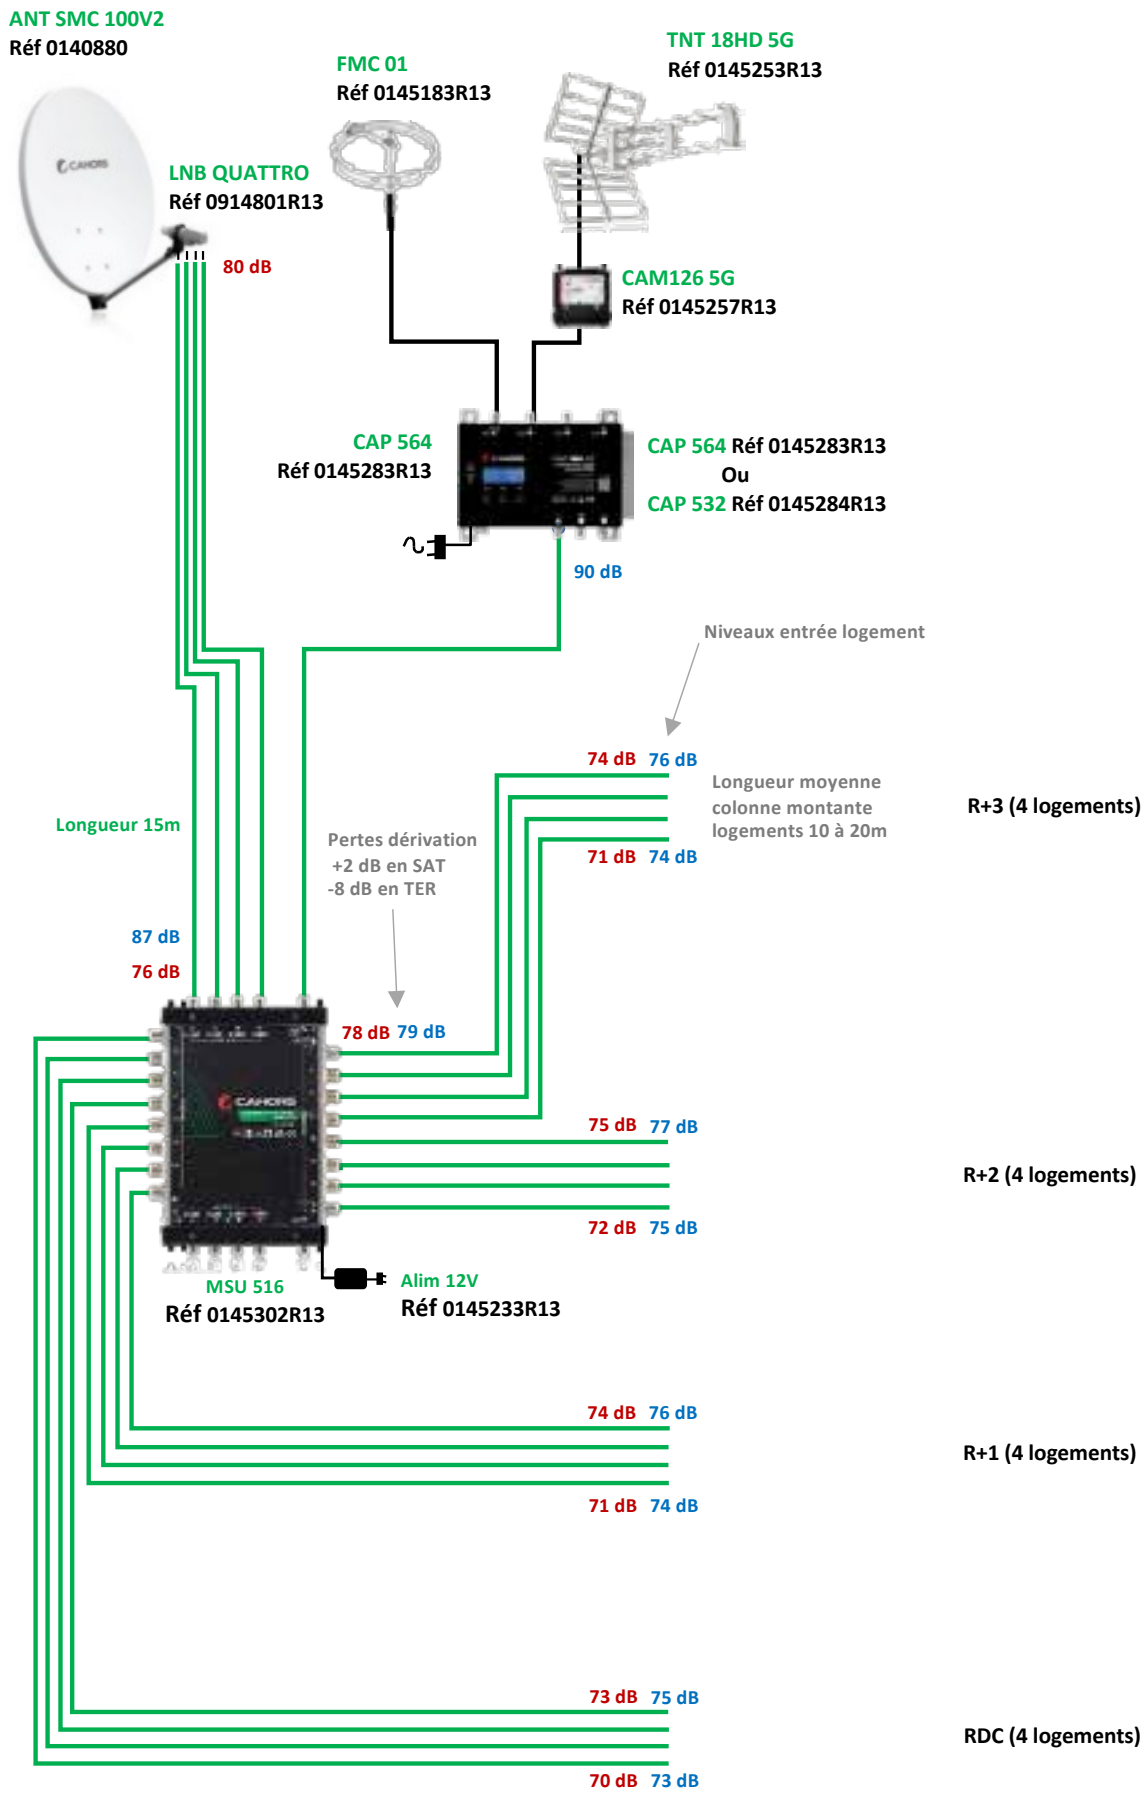 ANT SMC 100V2
Réf 0140880
TNT 18HD 5G
Réf 0145253R13
FMC 01
Réf 0145183R13
CAHORS
LNB QUATTRO
Réf 0914801R13
80 dB
CAM126 5G
Réf 0145257R13
CAP 564
Réf 0145283R13
CAP 564 Réf 0145283R13
Ou
CAP 532 Réf 0145284R13
90 dB
Niveaux entrée logement
74 dB 76 dB
Longueur moyenne
colonne montante
logements 10 à 20m
R+3 (4 logements)
71 dB 74 dB
Longueur 15m
Pertes dérivation
+2 dB en SAT
-8 dB en TER
87 dB
76 dB
78 dB 79 dB
CAHORS
75 dB 77 dB
R+2 (4 logements)
72 dB 75 dB
MSU 516
Réf 0145302R13
Alim 12V
Réf 0145233R13
74 dB 76 dB
R+1 (4 logements)
71 dB 74 dB
73 dB 75 dB
RDC (4 logements)
70 dB 73 dB